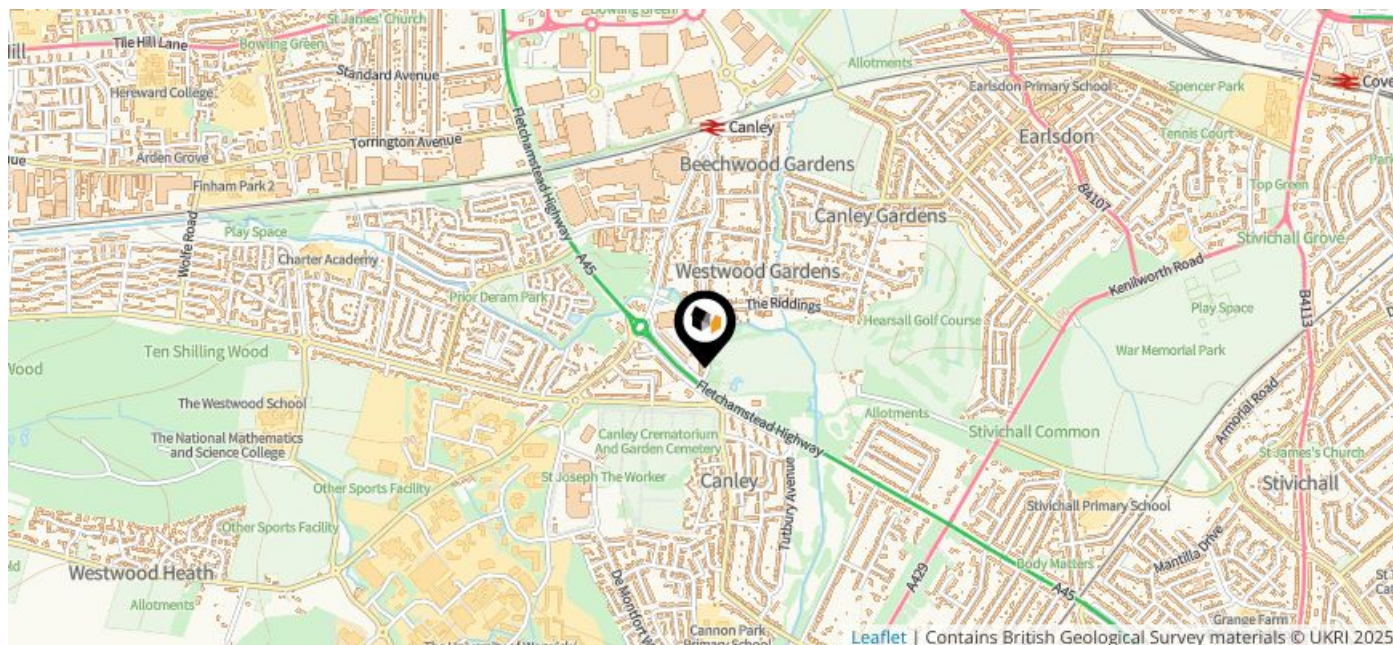 St James' Church
Bowling Green
Tile Hill Lane
Hill
Bowling Green
Standard Avenue
Hereward College
Torrington Avenue
Arden Grove
Finham Park 2
Fletchamstead Highway
A45
Canley
Beechwood Gardens
Allotments
Earlsdon Primary School
Spencer Park
Cove
Earlsdon
Tennis Court
Top Green
B4107
Canley Gardens
Stivichall Grove
Kenilworth Road
Play Space
Wolfe Road
Charter Academy
Westwood Gardens
The Riddings
Prior Deram Park
Hearsall Golf Course
Play Space
B4113
War Memorial Park
Ten Shilling Wood
Wood
The Westwood School
The National Mathematics
and Science College
Fletchamstead Highway
Allotments
Stivichall Common
Armorial Road
Canley Crematorium
And Garden Cemetery
St Joseph The Worker
Canley
Tutbury Avenue
St James's Church
Stivichall
Other Sports Facility
Stivichall Primary School
Other Sports Facility
Mantilla Drive
Westwood Heath
Allotments
De Montfort W
A429
Body Matters
A45
Cannon Park
Grange Farm
Leaflet | Contains British Geological Survey materials © UKRI 2025